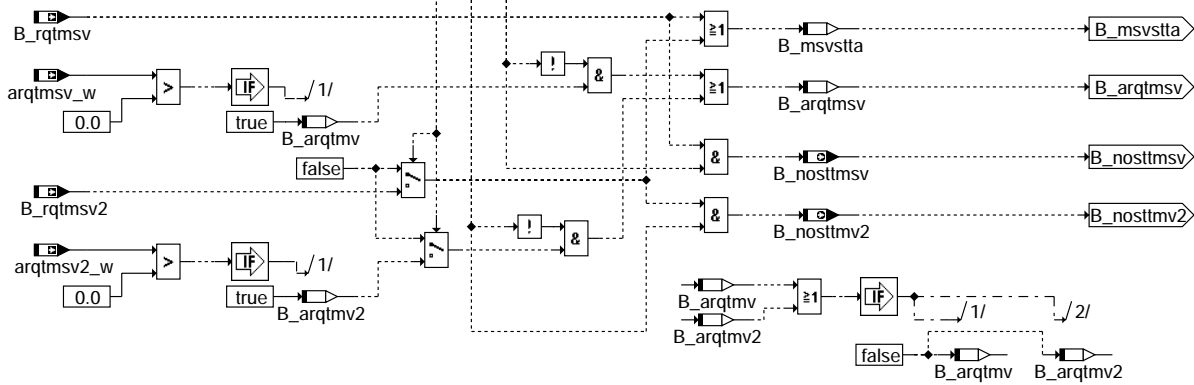 B_rqtmsv
≥1
B_msvstta
B_msvstta
arqtmsv_w
>
IF
1/
!
&
≥1
B_arqtmsv
B_arqtmsv
0.0
true
B_arqtmv
false
&
B_nosttmsv
B_nosttmsv
B_rqtmsv2
!
&
&
B_nosttmv2
B_nosttmv2
arqtmsv2_w
>
IF
1/
0.0
true
B_arqtmv2
B_arqtmv
B_arqtmv2
≥1
IF
1/
2/
false
B_arqtmv
B_arqtmv2